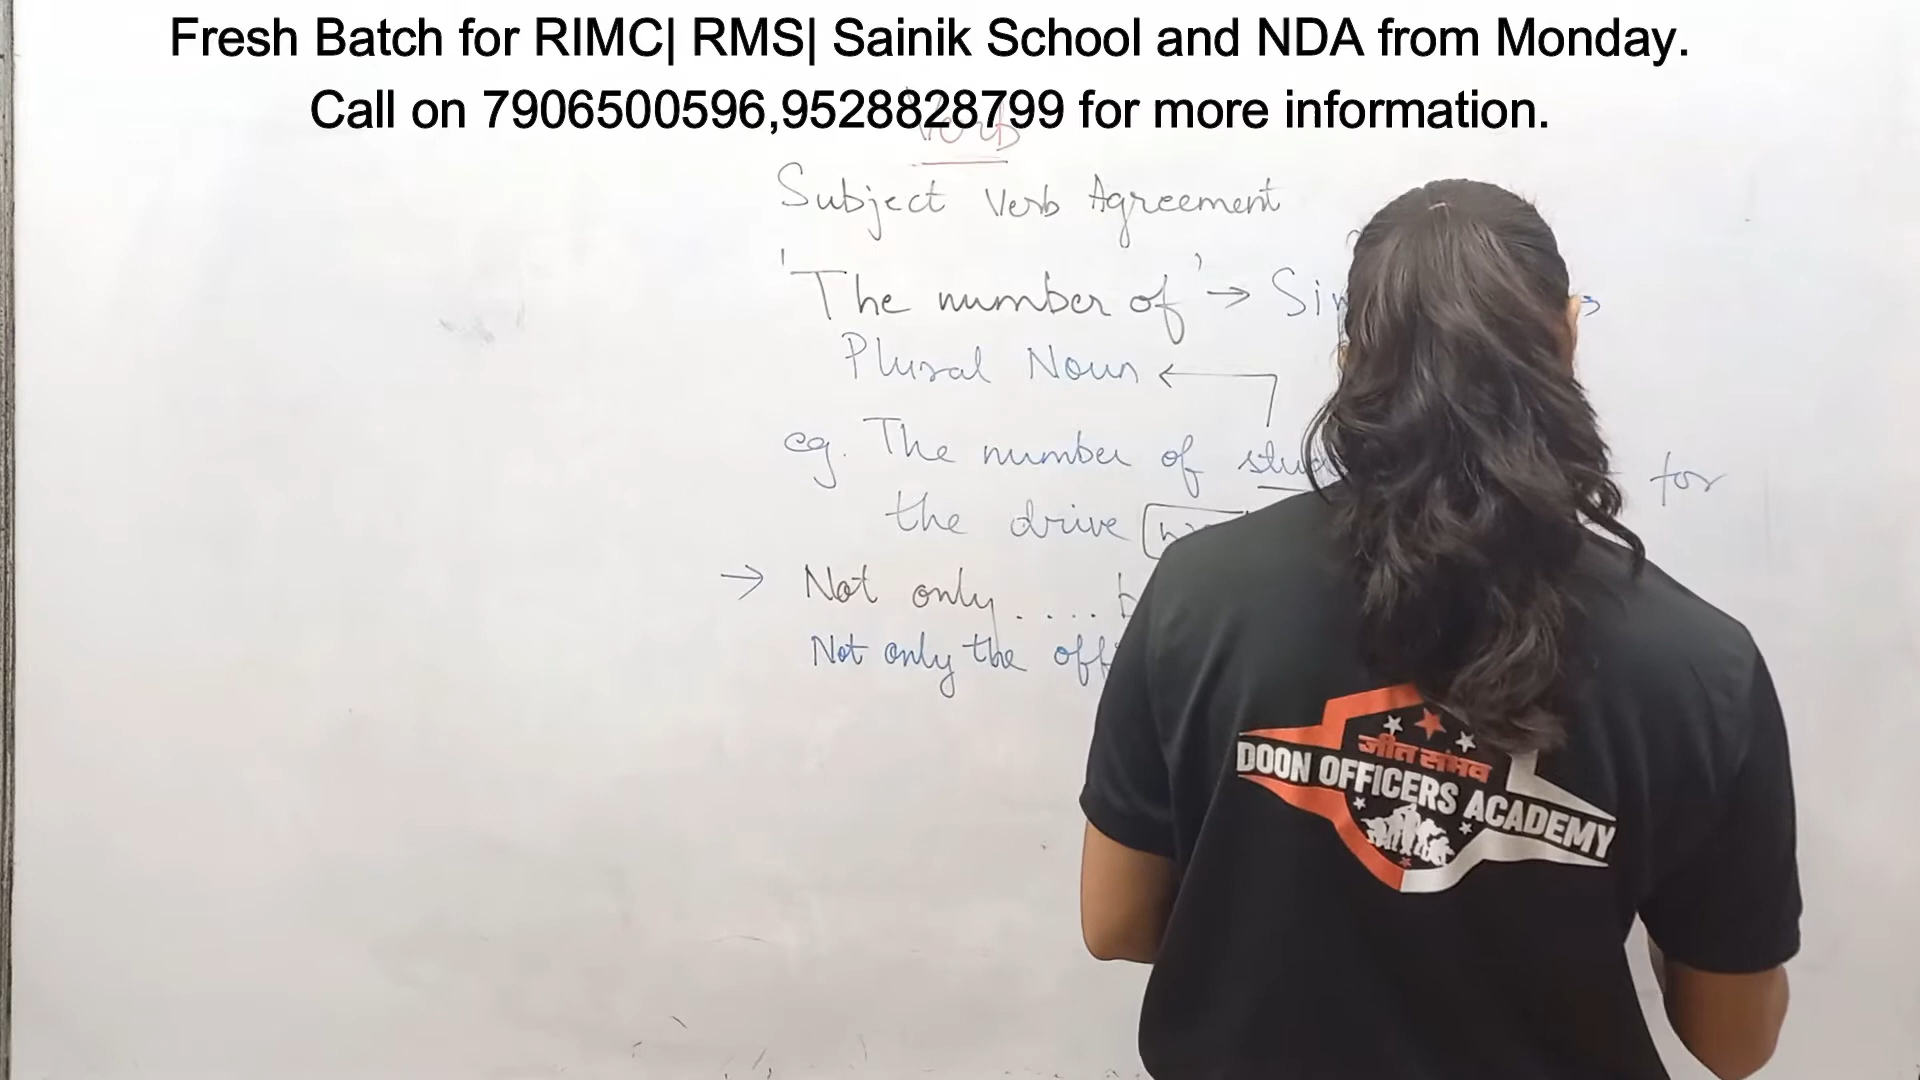 Fresh Batch for RIMC| RMS| Sainik School and NDA from Monday.
Call on 7906500596,9528828799 for more information.
Verb
Subject Verb Agreement
'The number of' →
Plural Noun ←
eg. The number of for
the drive
→ Not only ....
Not only the
जीत संभव
DOON OFFICERS ACADEMY